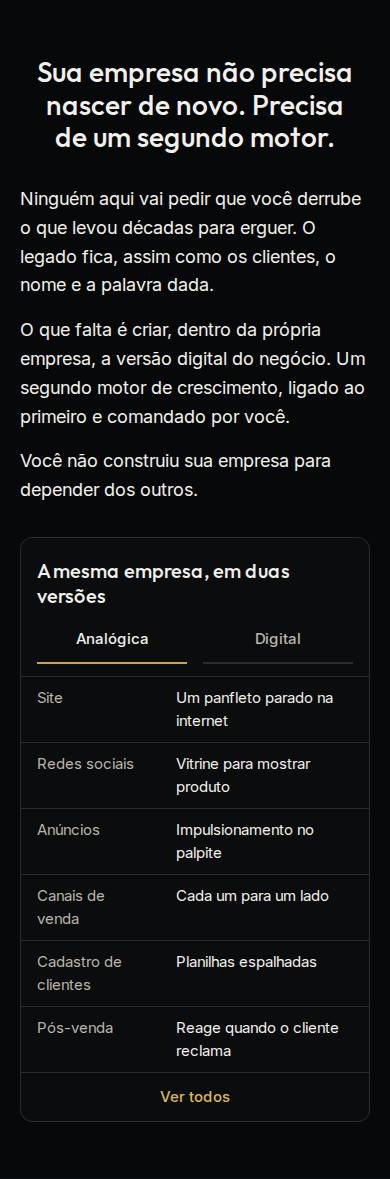 Sua empresa não precisa
nascer de novo. Precisa
de um segundo motor.
Ninguém aqui vai pedir que você derrube
o que levou décadas para erguer. O
legado fica, assim como os clientes, o
nome e a palavra dada.
O que falta é criar, dentro da própria
empresa, a versão digital do negócio. Um
segundo motor de crescimento, ligado ao
primeiro e comandado por você.
Você não construiu sua empresa para
depender dos outros.
A mesma empresa, em duas
versões
Analógica Digital
Site Um panfleto parado na
internet
Redes sociais Vitrine para mostrar
produto
Anúncios Impulsionamento no
palpite
Canais de Cada um para um lado
venda
Cadastro de Planilhas espalhadas
clientes
Pós-venda Reage quando o cliente
reclama
Ver todos